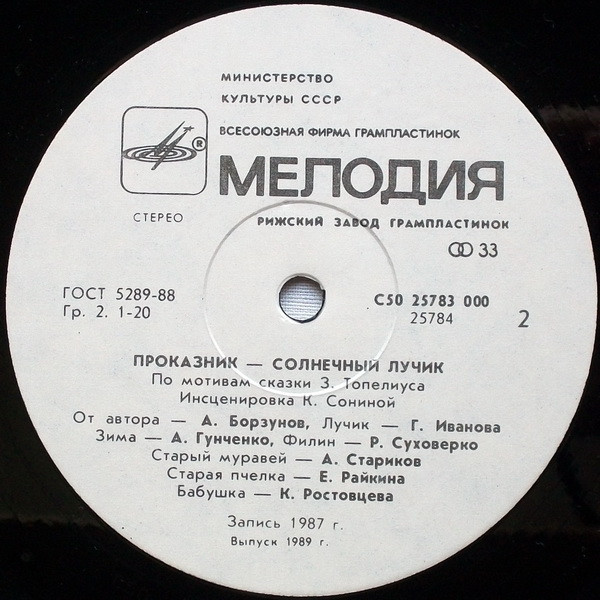 МИНИСТЕРСТВО
КУЛЬТУРЫ СССР
ВСЕСОЮЗНАЯ ФИРМА ГРАМПЛАСТИНОК
®
МЕЛОДИЯ
СТЕРЕО
РИЖСКИЙ ЗАВОД ГРАМПЛАСТИНОК
33
ГОСТ 5289-88
Гр. 2. 1-20
С50 25783 000
25784
2
ПРОКАЗНИК — СОЛНЕЧНЫЙ ЛУЧИК
По мотивам сказки З. Топелиуса
Инсценировка К. Сониной
От автора — А. Борзунов, Лучик — Г. Иванова
Зима — А. Гунченко, Филин — Р. Суховерко
Старый муравей — А. Стариков
Старая пчелка — Е. Райкина
Бабушка — К. Ростовцева
Запись 1987 г.
Выпуск 1989 г.